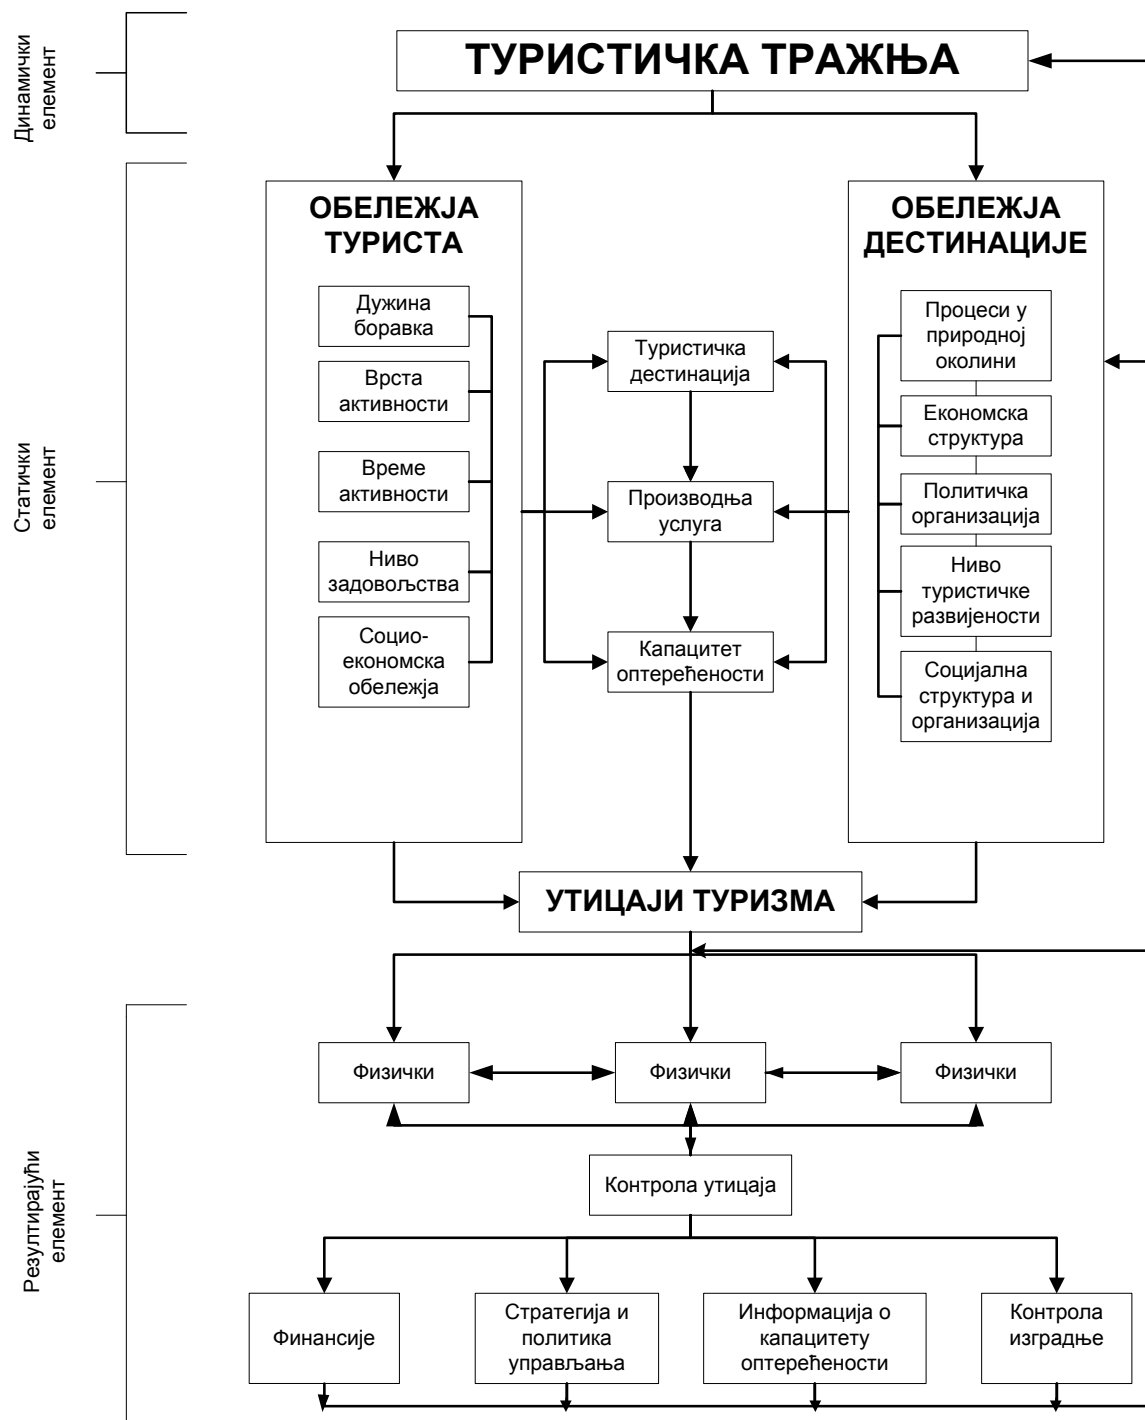 Динамички
елемент
ТУРИСТИЧКА ТРАЖЊА
Статички
елемент
ОБЕЛЕЖЈА
ТУРИСТА
Дужина
боравка
Врста
активности
Време
активности
Ниво
задовољства
Социо-
економска
обележја
Туристичка
дестинација
Производња
услуга
Капацитет
оптерећености
ОБЕЛЕЖЈА
ДЕСТИНАЦИЈЕ
Процеси у
природној
околини
Економска
структура
Политичка
организација
Ниво
туристичке
развијености
Социјална
структура и
организација
УТИЦАЈИ ТУРИЗМА
Резултирајући
елемент
Физички
Физички
Физички
Контрола утицаја
Финансије
Стратегија и
политика
управљања
Информација о
капацитету
оптерећености
Контрола
изградње